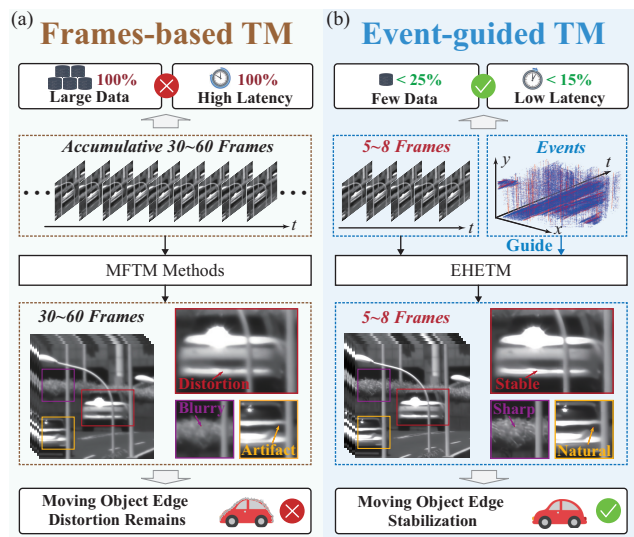 (a)
Frames-based TM
100%
Large Data
100%
High Latency
Accumulative 30~60 Frames
t
MFTM Methods
30~60 Frames
Distortion
Blurry
Artifact
Moving Object Edge
Distortion Remains
(b)
Event-guided TM
< 25%
Few Data
< 15%
Low Latency
5~8 Frames
t
Events
y
t
x
Guide
EHETM
5~8 Frames
Stable
Sharp
Natural
Moving Object Edge
Stabilization